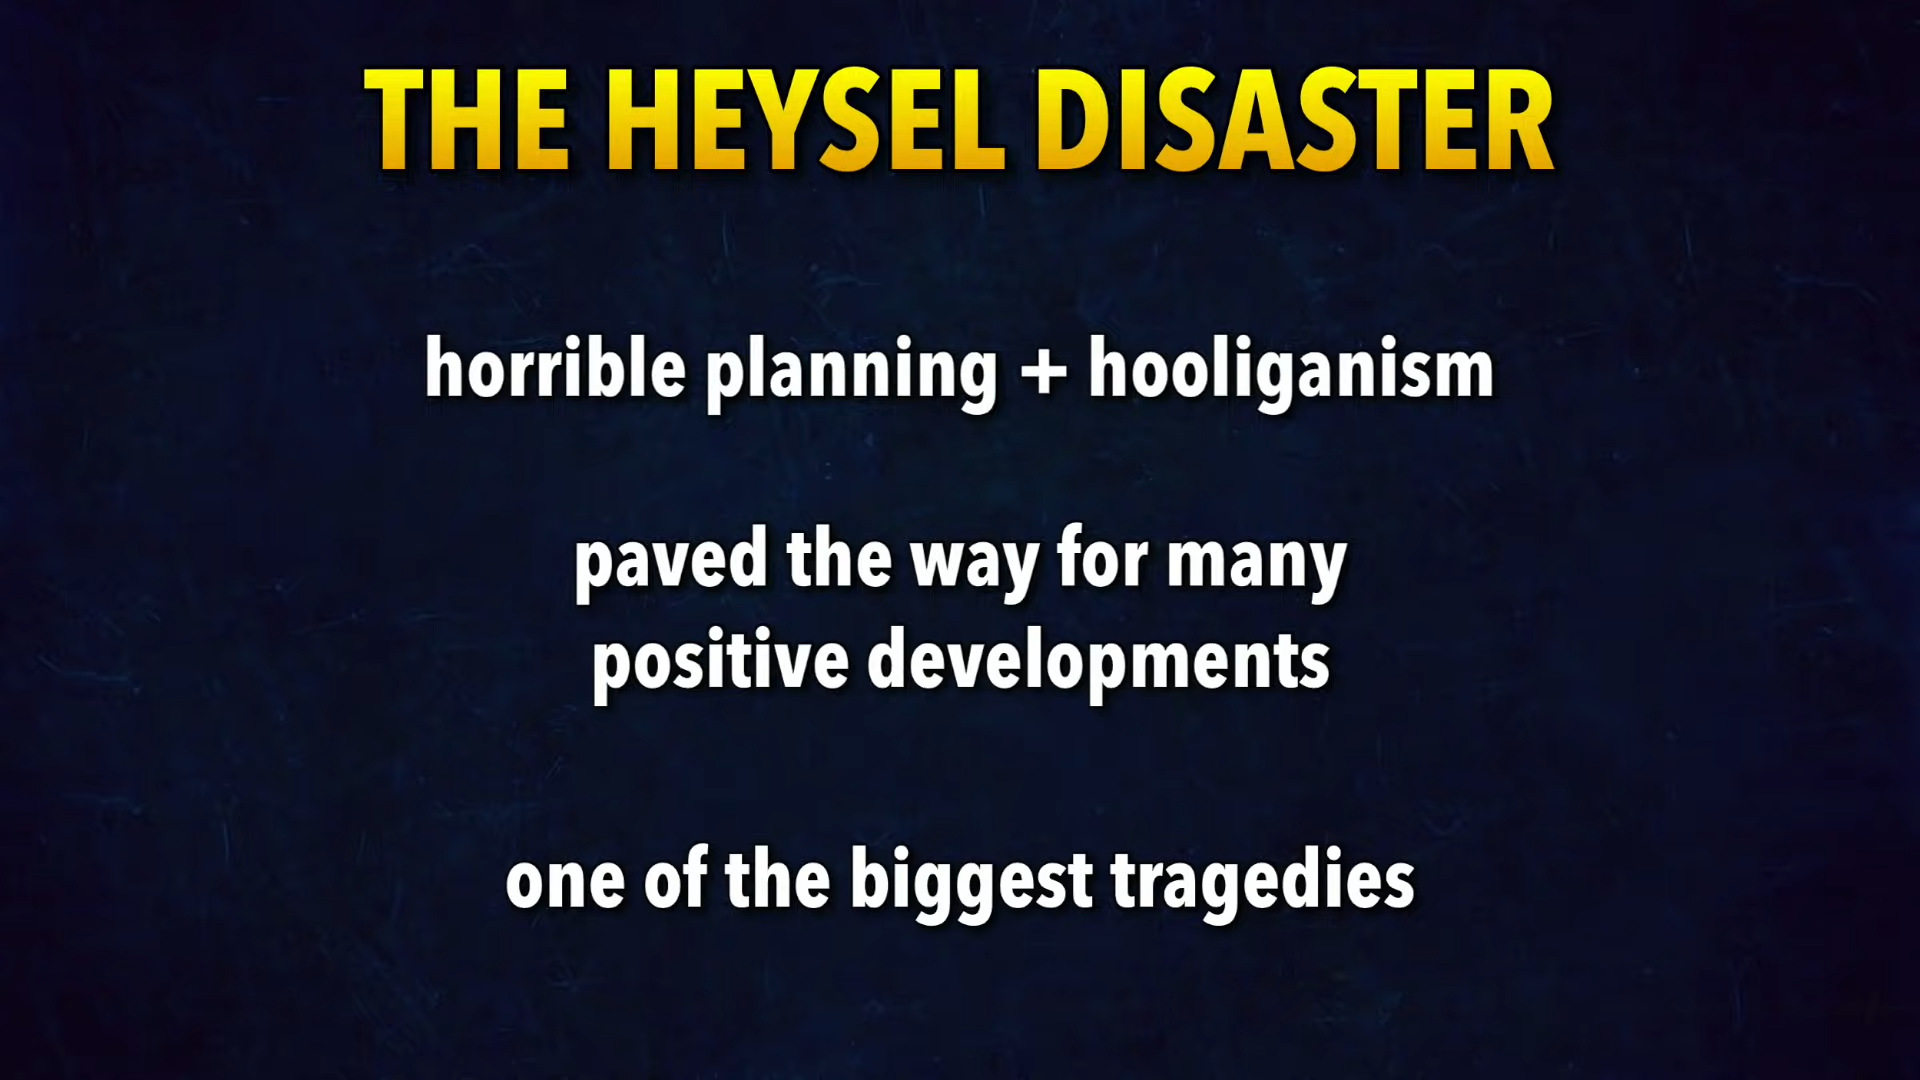 THE HEYSEL DISASTER
horrible planning + hooliganism
paved the way for many
positive developments
one of the biggest tragedies